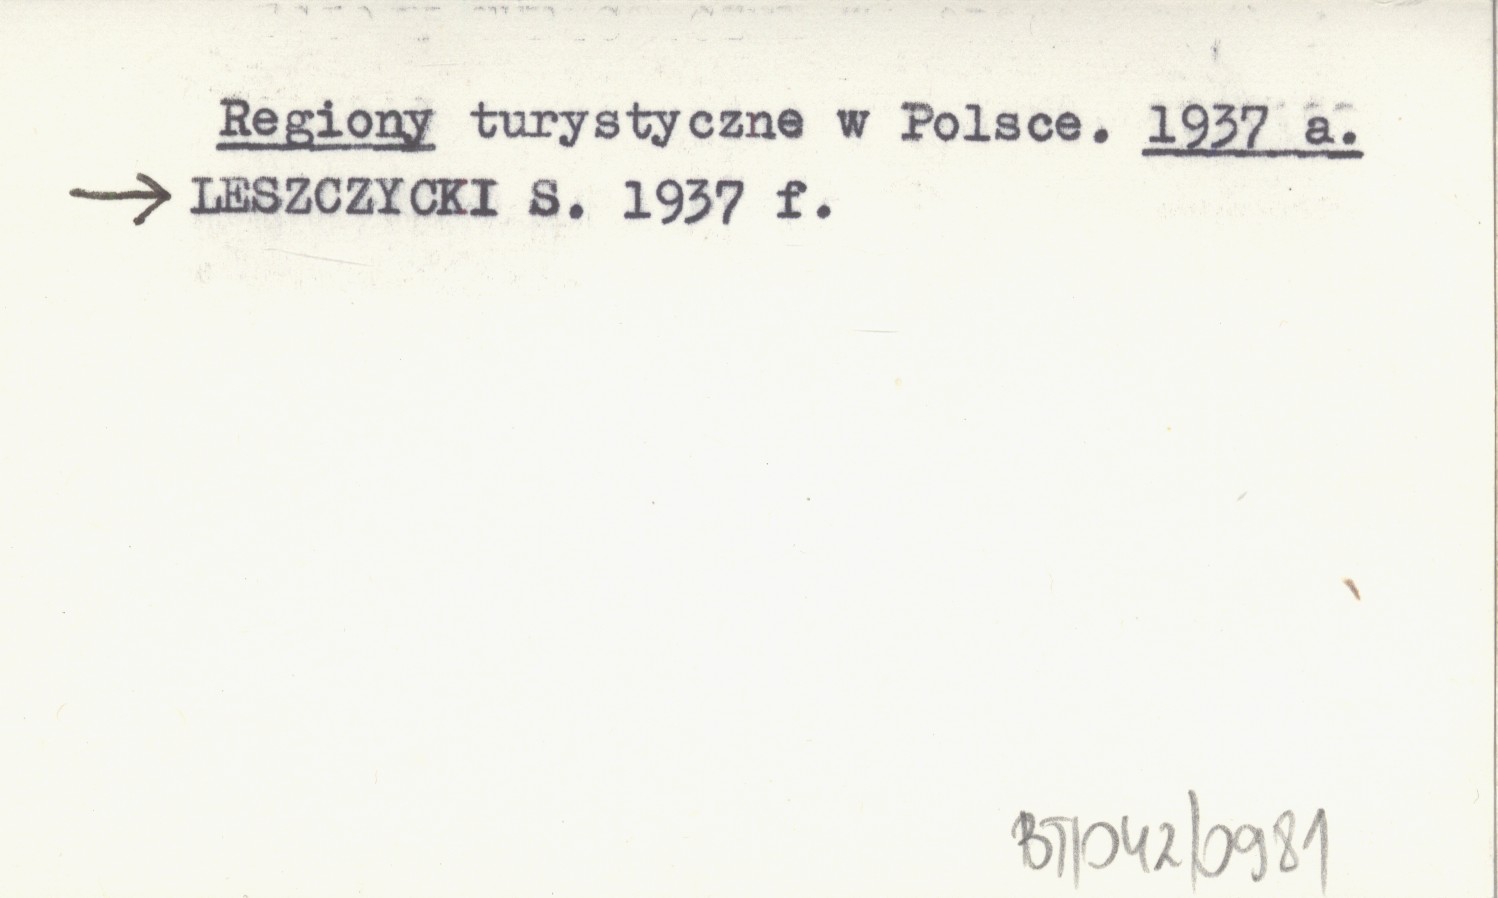 Regiony turystyczne w Polsce. 1937 a.
→ LESZCZYCKI S. 1937 f.
BT/042/0981